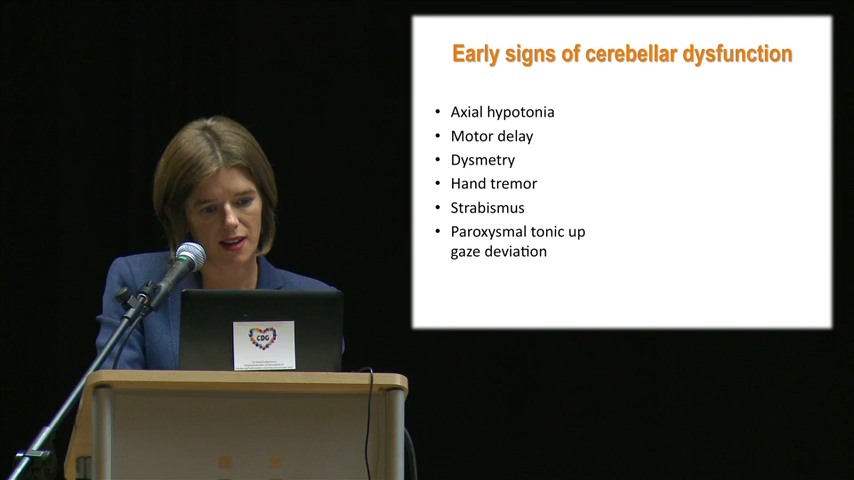 Early signs of cerebellar dysfunction
• Axial hypotonia
• Motor delay
• Dysmetry
• Hand tremor
• Strabismus
• Paroxysmal tonic up
gaze deviation
CDG